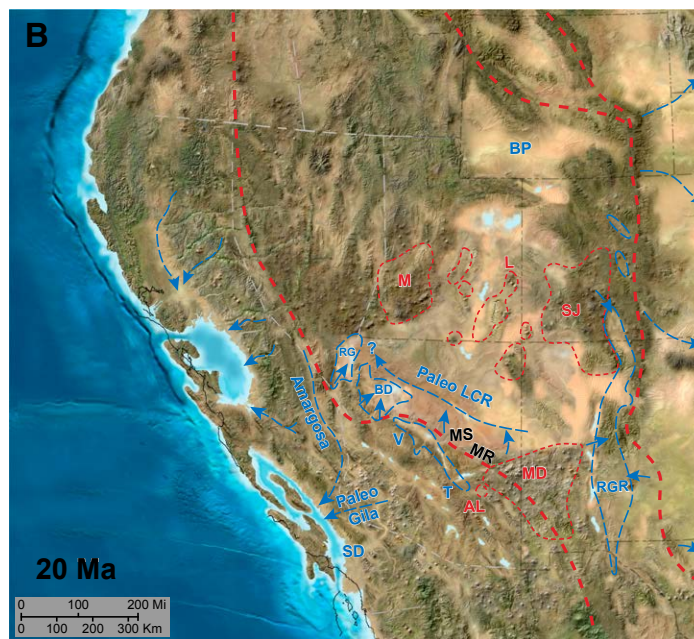 B
BP
M
L
SJ
RG
?
BD
Paleo LCR
Amargosa
V
MS
MR
MD
T
AL
RGR
Paleo
Gila
SD
20 Ma
0 100 200 Mi
0 100 200 300 Km